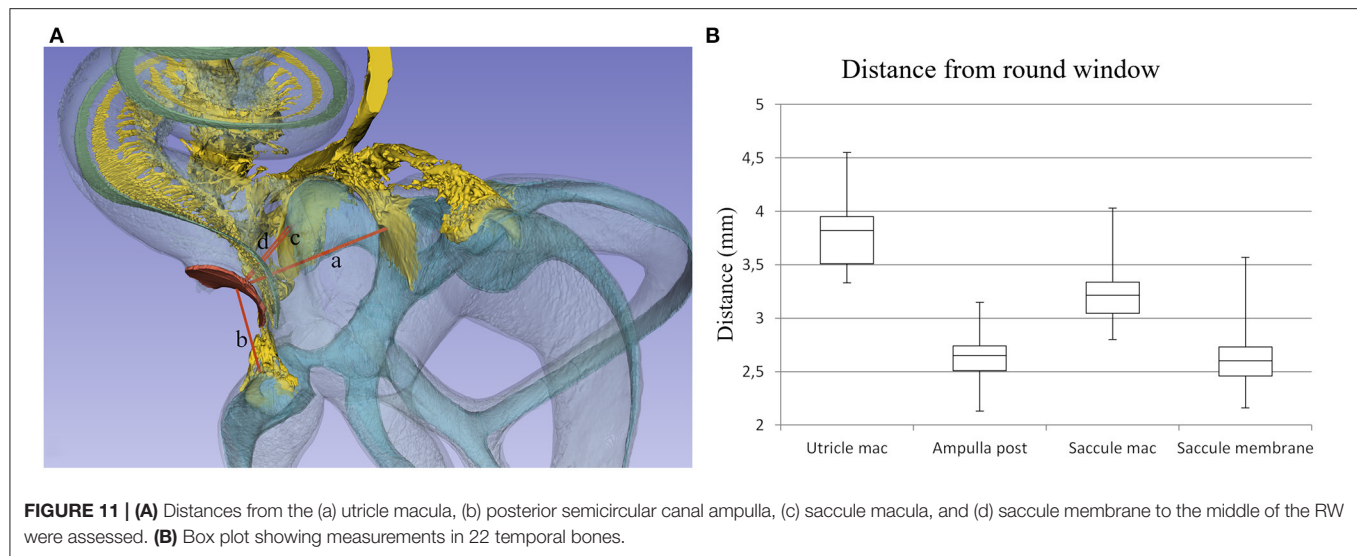 A
d
c
a
b
B
Distance from round window
Distance (mm)
5
4,5
4
3,5
3
2,5
2
Utricle mac
Ampulla post
Saccule mac
Saccule membrane
FIGURE 11 | (A) Distances from the (a) utricle macula, (b) posterior semicircular canal ampulla, (c) saccule macula, and (d) saccule membrane to the middle of the RW
were assessed. (B) Box plot showing measurements in 22 temporal bones.